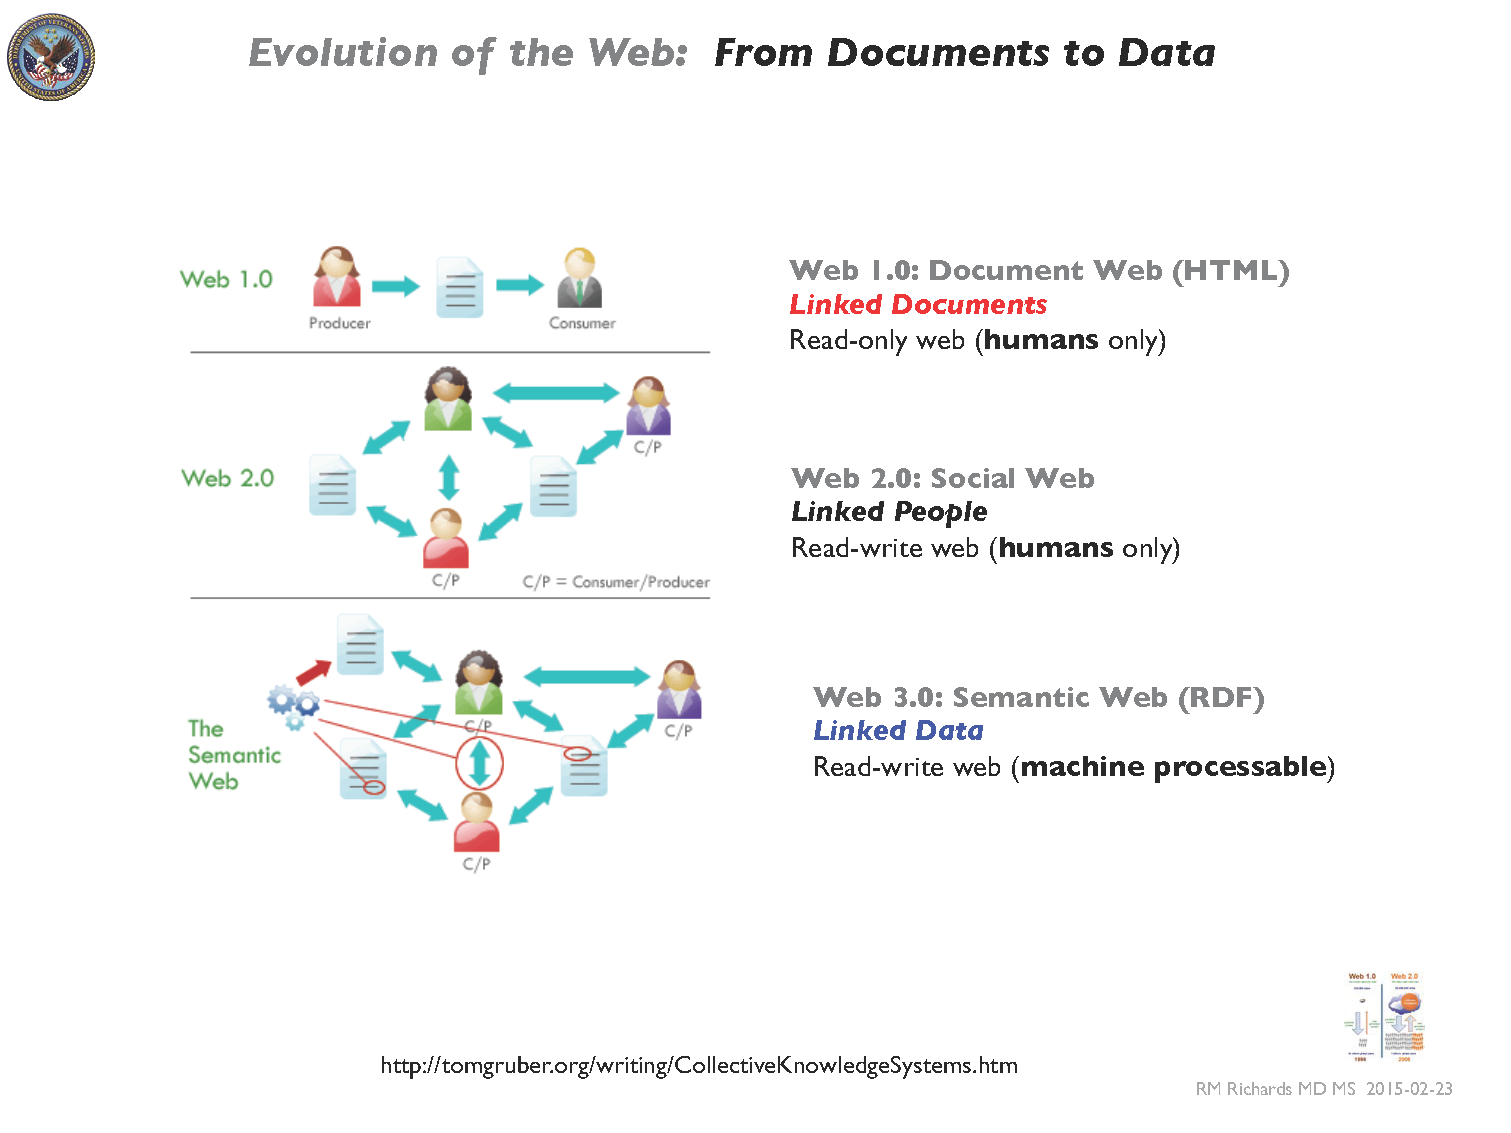 Evolution of the Web: From Documents to Data
Web 1.0
Producer
Consumer
Web 1.0: Document Web (HTML)
Linked Documents
Read-only web (humans only)
C/P
Web 2.0
C/P
C/P = Consumer/Producer
Web 2.0: Social Web
Linked People
Read-write web (humans only)
The
Semantic
Web
C/P
C/P
C/P
Web 3.0: Semantic Web (RDF)
Linked Data
Read-write web (machine processable)
Web 1.0 Web 2.0
1996 2006
http://tomgruber.org/writing/CollectiveKnowledgeSystems.htm
RM Richards MD MS 2015-02-23